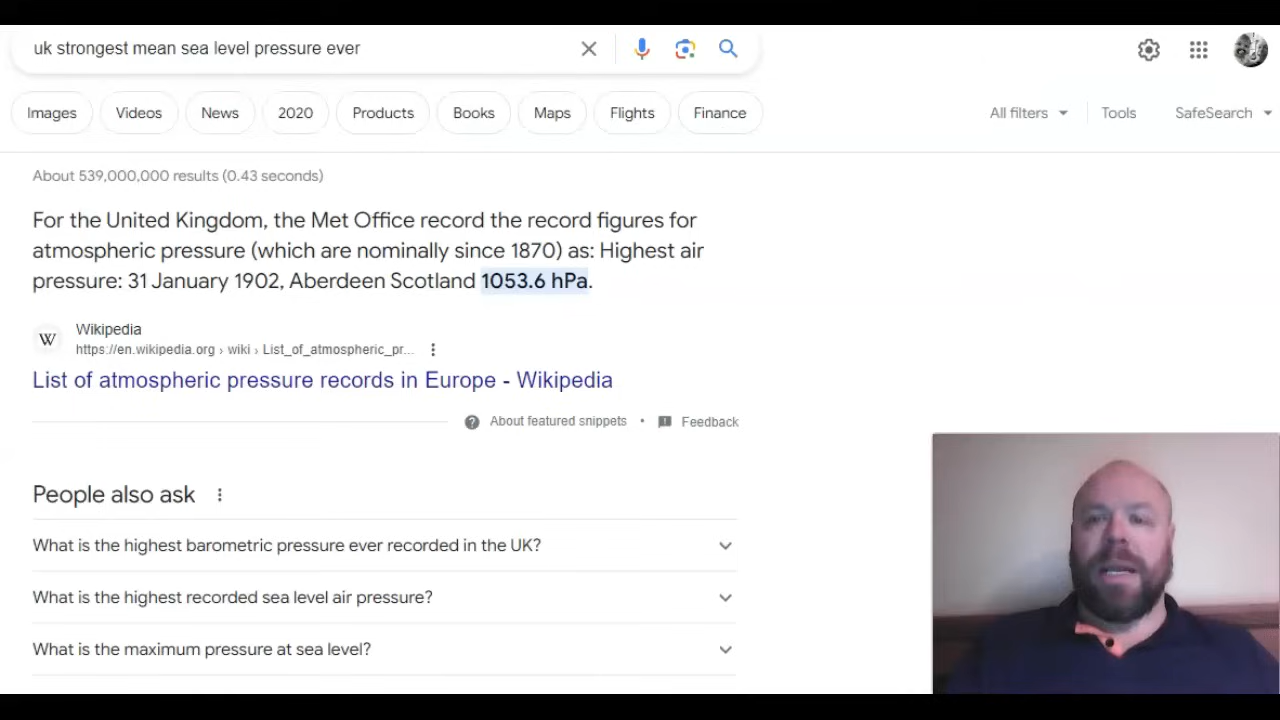 uk strongest mean sea level pressure ever
Images
Videos
News
2020
Products
Books
Maps
Flights
Finance
All filters
Tools
SafeSearch
About 539,000,000 results (0.43 seconds)
For the United Kingdom, the Met Office record the record figures for
atmospheric pressure (which are nominally since 1870) as: Highest air
pressure: 31 January 1902, Aberdeen Scotland 1053.6 hPa.
W
Wikipedia
https://en.wikipedia.org › wiki › List_of_atmospheric_pr...
List of atmospheric pressure records in Europe - Wikipedia
About featured snippets • Feedback
People also ask
What is the highest barometric pressure ever recorded in the UK?
What is the highest recorded sea level air pressure?
What is the maximum pressure at sea level?